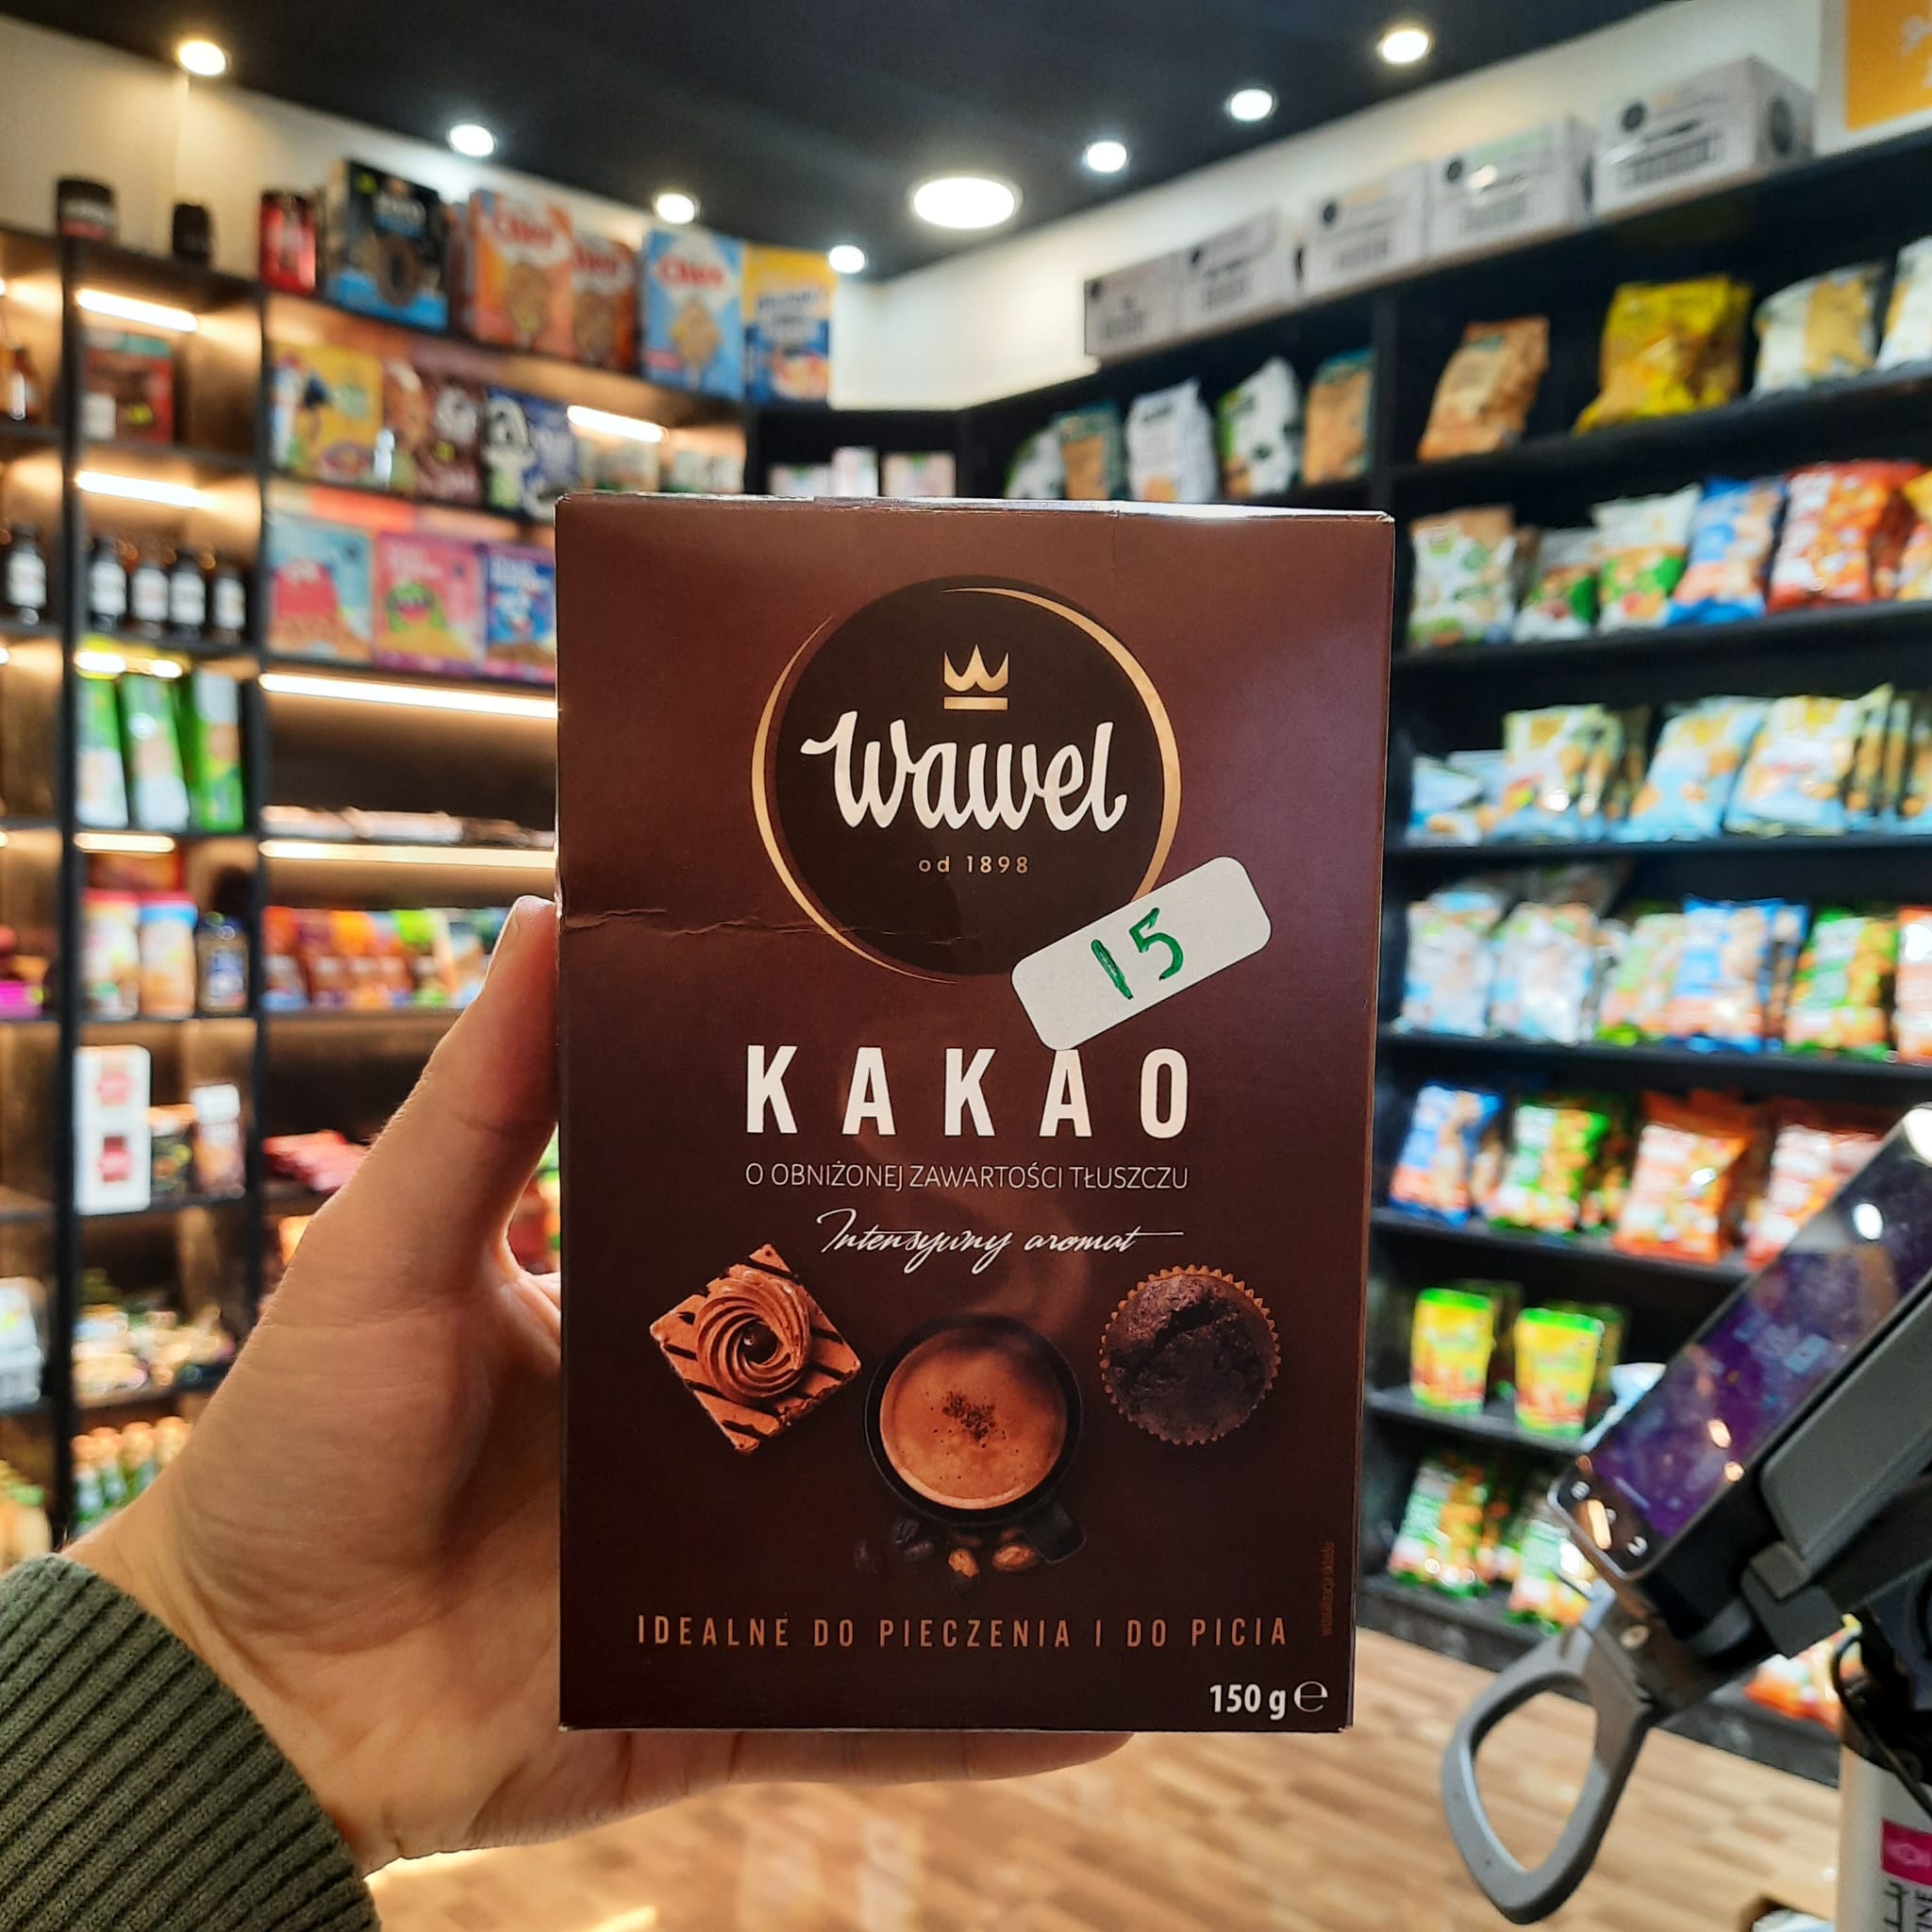 Wawel
od 1898
15
KAKAO
O OBNIŻONEJ ZAWARTOŚCI TŁUSZCZU
Intensywny aromat
IDEALNE DO PIECZENIA I DO PICIA
150 g e